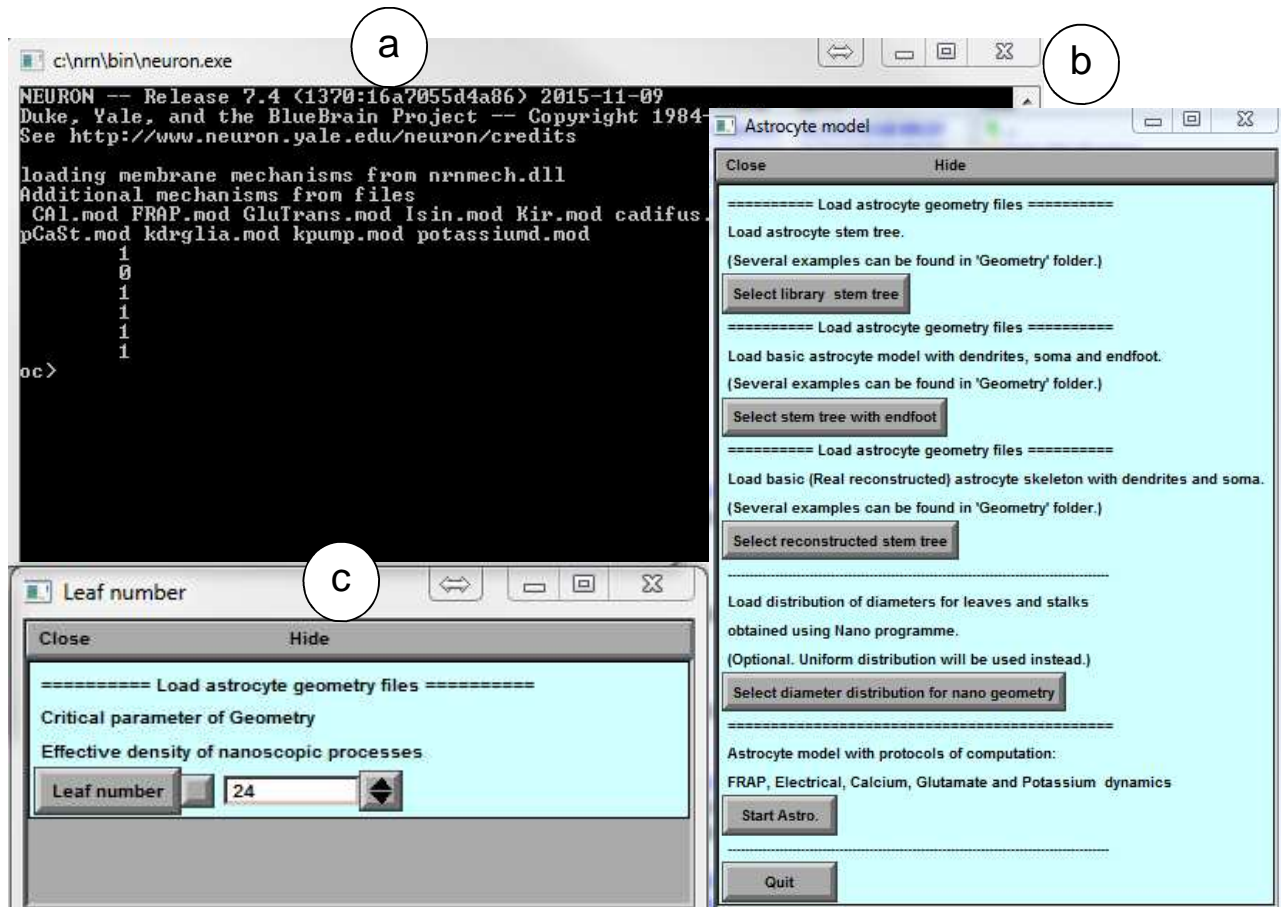 a
c:\nrn\bin\neuron.exe
NEURON -- Release 7.4 (1370:16a7055d4a86) 2015-11-09
Duke, Yale, and the BlueBrain Project -- Copyright 1984-
See http://www.neuron.yale.edu/neuron/credits
loading membrane mechanisms from nrnmech.dll
Additional mechanisms from files
CAl.mod FRAP.mod GluTrans.mod Isin.mod Kir.mod cadifus.
pCaSt.mod kdrglia.mod kpump.mod potassiumd.mod
1
0
1
1
1
1
oc>
b
Astrocyte model
Close Hide
========== Load astrocyte geometry files ==========
Load astrocyte stem tree.
(Several examples can be found in 'Geometry' folder.)
Select library stem tree
========== Load astrocyte geometry files ==========
Load basic astrocyte model with dendrites, soma and endfoot.
(Several examples can be found in 'Geometry' folder.)
Select stem tree with endfoot
========== Load astrocyte geometry files ==========
Load basic (Real reconstructed) astrocyte skeleton with dendrites and soma.
(Several examples can be found in 'Geometry' folder.)
Select reconstructed stem tree
Load distribution of diameters for leaves and stalks
obtained using Nano programme.
(Optional. Uniform distribution will be used instead.)
Select diameter distribution for nano geometry
Astrocyte model with protocols of computation:
FRAP, Electrical, Calcium, Glutamate and Potassium dynamics
Start Astro.
Quit
c
Leaf number
Close Hide
========== Load astrocyte geometry files ==========
Critical parameter of Geometry
Effective density of nanoscopic processes
Leaf number 24